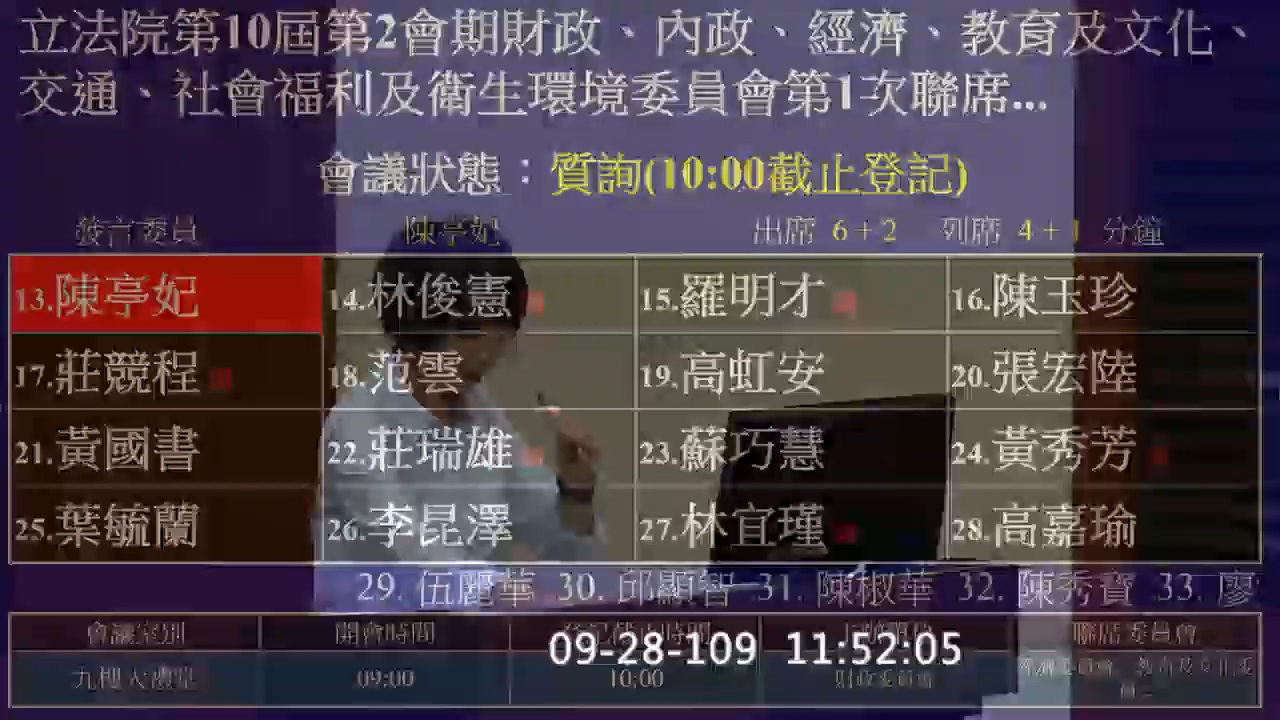 立法院第10屆第2會期財政、內政、經濟、教育及文化、
交通、社會福利及衛生環境委員會第1次聯席...
會議狀態：質詢(10:00截止登記)
發言委員 陳亭妃 出席 6+2 列席 4+1 分鐘
13.陳亭妃 14.林俊憲 15.羅明才 16.陳玉珍
17.莊競程 18.范雲 19.高虹安 20.張宏陸
21.黃國書 22.莊瑞雄 23.蘇巧慧 24.黃秀芳
25.葉毓蘭 26.李昆澤 27.林宜瑾 28.高嘉瑜
29. 伍麗華 30. 邱顯智 31. 陳椒華 32. 陳秀寳 33. 廖
會議室別 開會時間 登記截止時間 聯席委員會
09-28-109 11:52:05
九樓大禮堂 09:00 10:00 財政委員會